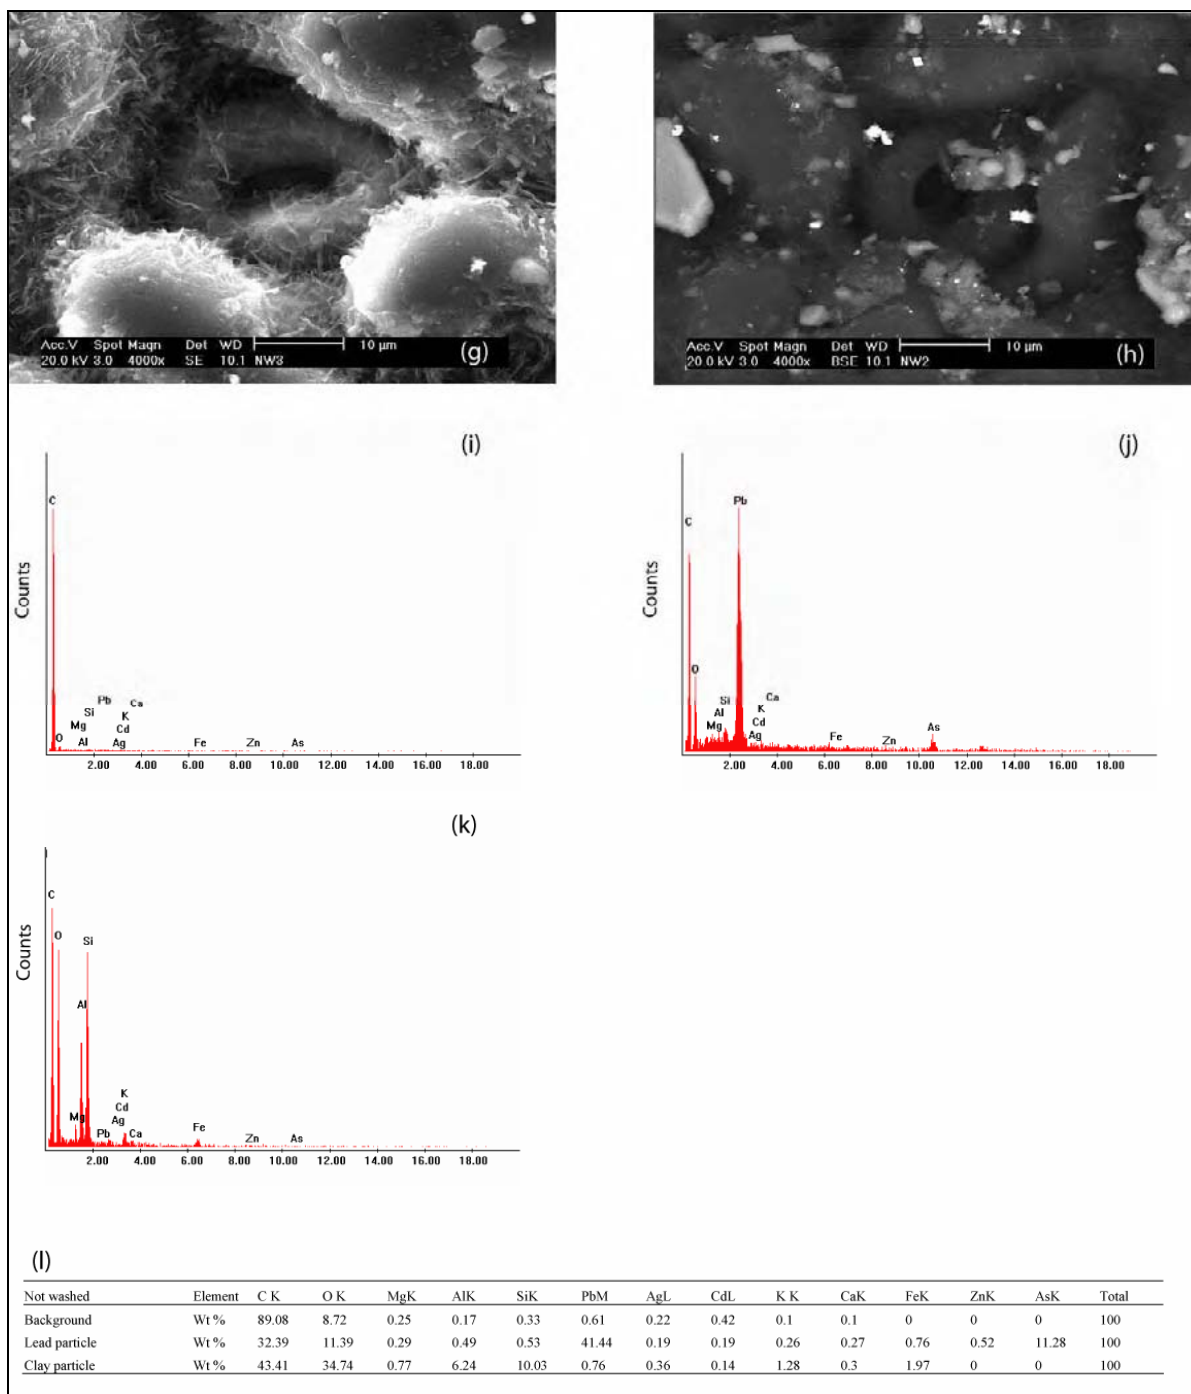 Acc.V Spot Magn Det WD 10 µm
20.0 kV 3.0 4000x SE 10.1 NW3
(g)
Acc.V Spot Magn Det WD 10 µm
20.0 kV 3.0 4000x BSE 10.1 NW2
(h)
(i)
C
Counts
Pb Ca
Si K
Mg Cd
O Al Ag Fe Zn As
2.00 4.00 6.00 8.00 10.00 12.00 14.00 16.00 18.00
(j)
Pb
C
Counts
O
Si Ca
Al K
Mg Cd
Ag Fe Zn As
2.00 4.00 6.00 8.00 10.00 12.00 14.00 16.00 18.00
(k)
C
O Si
Counts
Al
K
Mg Cd
Ag
Pb Ca Fe Zn As
2.00 4.00 6.00 8.00 10.00 12.00 14.00 16.00 18.00
(l)
Not washed Element C K O K MgK AlK SiK PbM AgL CdL K K CaK FeK ZnK AsK Total
Background Wt % 89.08 8.72 0.25 0.17 0.33 0.61 0.22 0.42 0.1 0.1 0 0 0 100
Lead particle Wt % 32.39 11.39 0.29 0.49 0.53 41.44 0.19 0.19 0.26 0.27 0.76 0.52 11.28 100
Clay particle Wt % 43.41 34.74 0.77 6.24 10.03 0.76 0.36 0.14 1.28 0.3 1.97 0 0 100